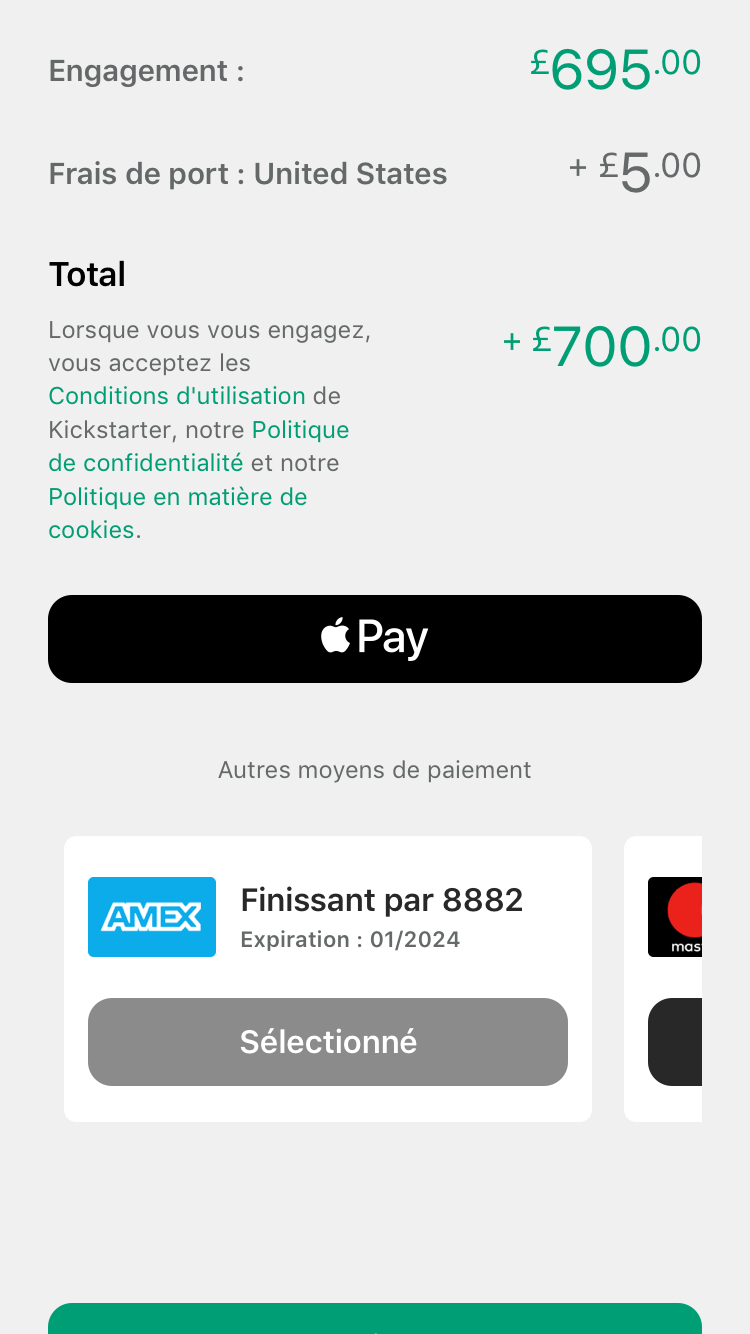 Engagement : £695.00
Frais de port : United States + £5.00
Total
Lorsque vous vous engagez,
vous acceptez les
Conditions d'utilisation de
Kickstarter, notre Politique
de confidentialité et notre
Politique en matière de
cookies.
+ £700.00
Pay
Autres moyens de paiement
AMEX
Finissant par 8882
Expiration : 01/2024
Sélectionné
mas